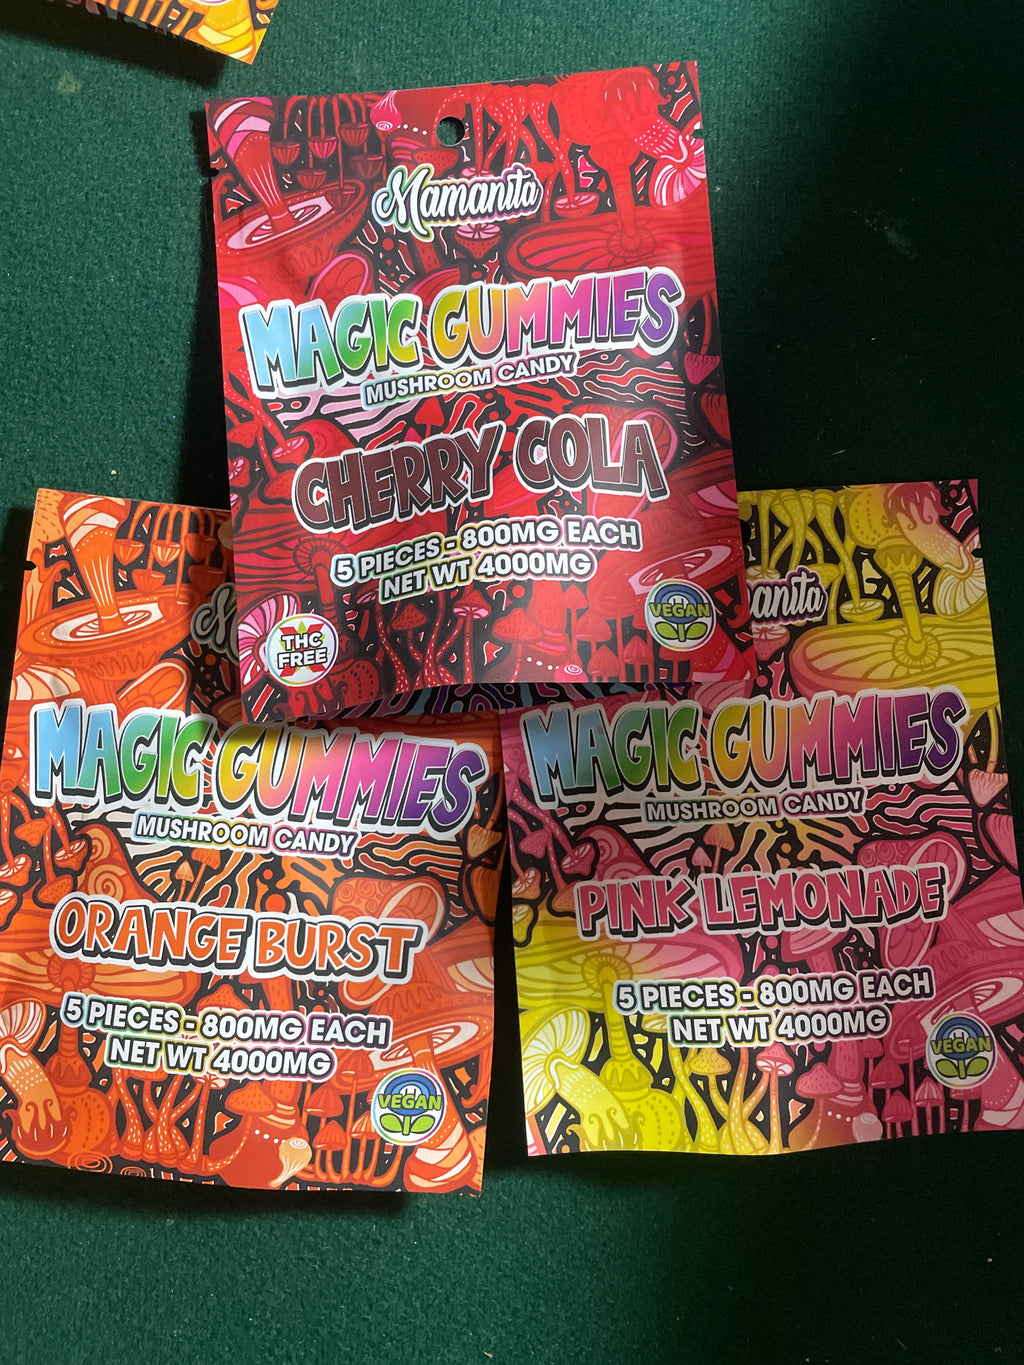 Mamanita
MAGIC GUMMIES
MUSHROOM CANDY
CHERRY COLA
5 PIECES - 800MG EACH
NET WT 4000MG
THC
FREE
VEGAN
MAGIC GUMMIES
MUSHROOM CANDY
ORANGE BURST
5 PIECES - 800MG EACH
NET WT 4000MG
VEGAN
anita
MAGIC GUMMIES
MUSHROOM CANDY
PINK LEMONADE
5 PIECES - 800MG EACH
NET WT 4000MG
VEGAN